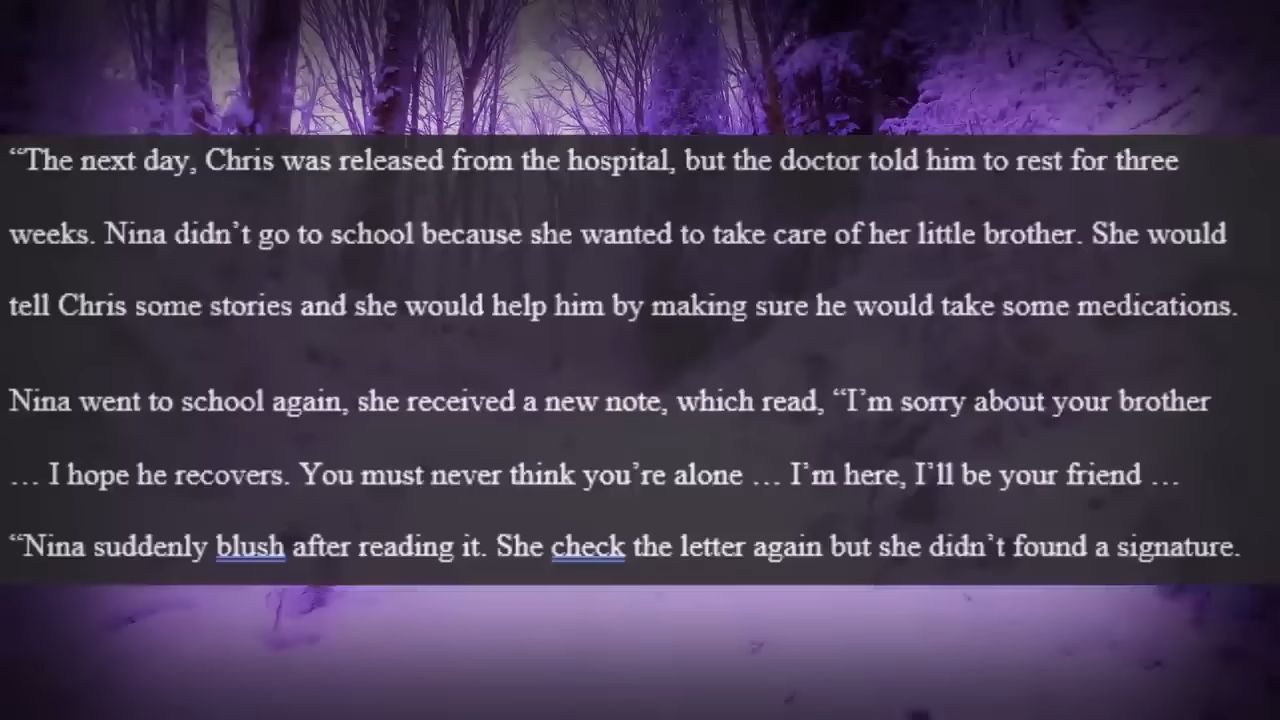 “The next day, Chris was released from the hospital, but the doctor told him to rest for three
weeks. Nina didn’t go to school because she wanted to take care of her little brother. She would
tell Chris some stories and she would help him by making sure he would take some medications.
Nina went to school again, she received a new note, which read, “I’m sorry about your brother
… I hope he recovers. You must never think you’re alone … I’m here, I’ll be your friend …
“Nina suddenly blush after reading it. She check the letter again but she didn’t found a signature.